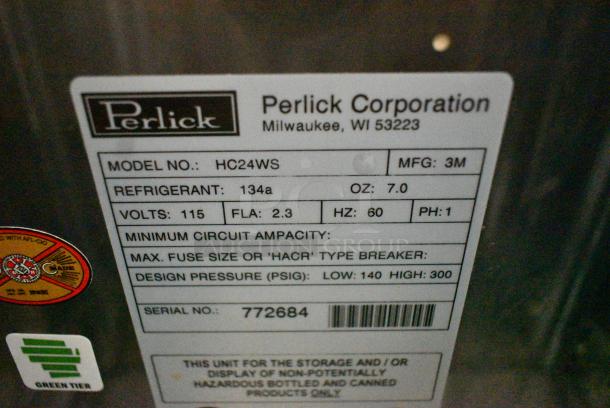 Perlick
Perlick Corporation
Milwaukee, WI 53223
MODEL NO.: HC24WS MFG: 3M
REFRIGERANT: 134a OZ: 7.0
VOLTS: 115 FLA: 2.3 HZ: 60 PH: 1
MINIMUM CIRCUIT AMPACITY:
MAX. FUSE SIZE OR 'HACR' TYPE BREAKER:
DESIGN PRESSURE (PSIG): LOW: 140 HIGH: 300
SERIAL NO.: 772684
THIS UNIT FOR THE STORAGE AND / OR
DISPLAY OF NON-POTENTIALLY
HAZARDOUS BOTTLED AND CANNED
PRODUCTS ONLY
MADE
GREEN TIER